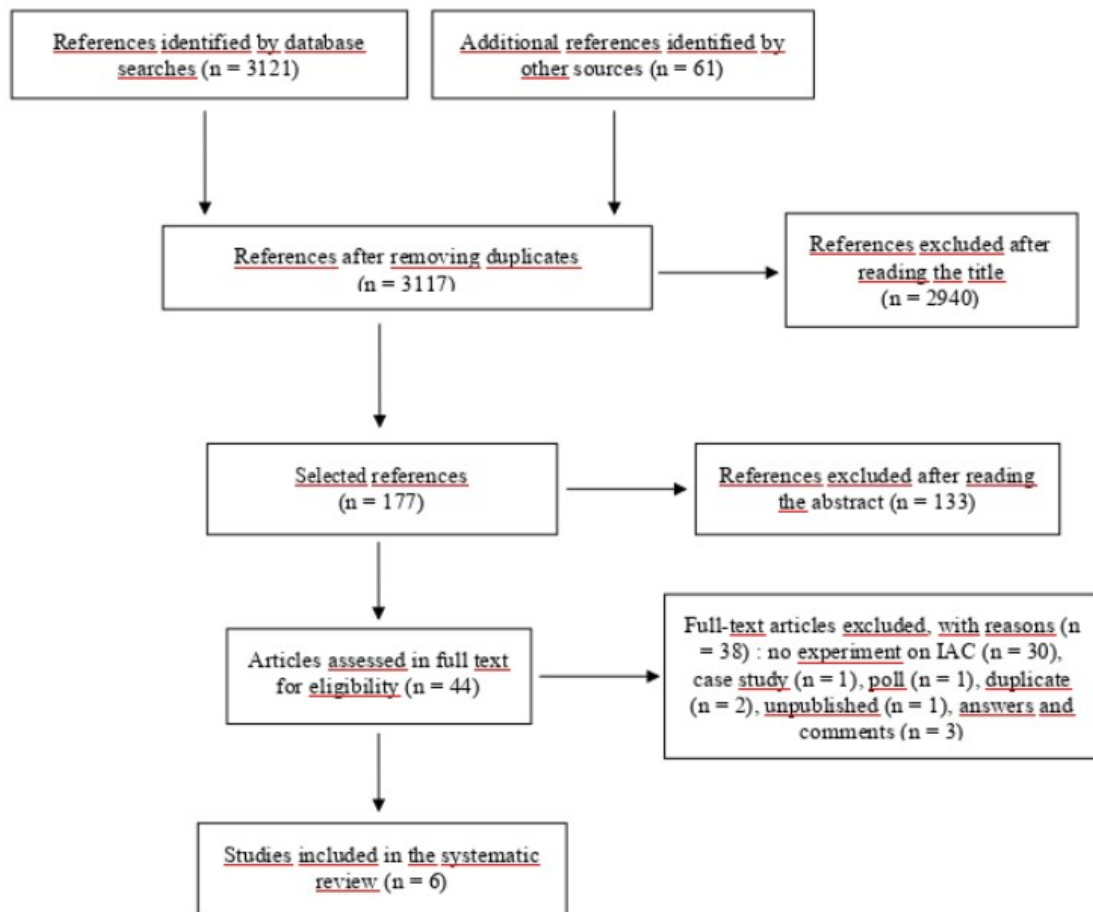 References identified by database
searches (n = 3121)
Additional references identified by
other sources (n = 61)
References after removing duplicates
(n = 3117)
References excluded after
reading the title
(n = 2940)
Selected references
(n = 177)
References excluded after reading
the abstract (n = 133)
Articles assessed in full text
for eligibility (n = 44)
Full-text articles excluded, with reasons (n
= 38) : no experiment on IAC (n = 30),
case study (n = 1), poll (n = 1), duplicate
(n = 2), unpublished (n = 1), answers and
comments (n = 3)
Studies included in the systematic
review (n = 6)